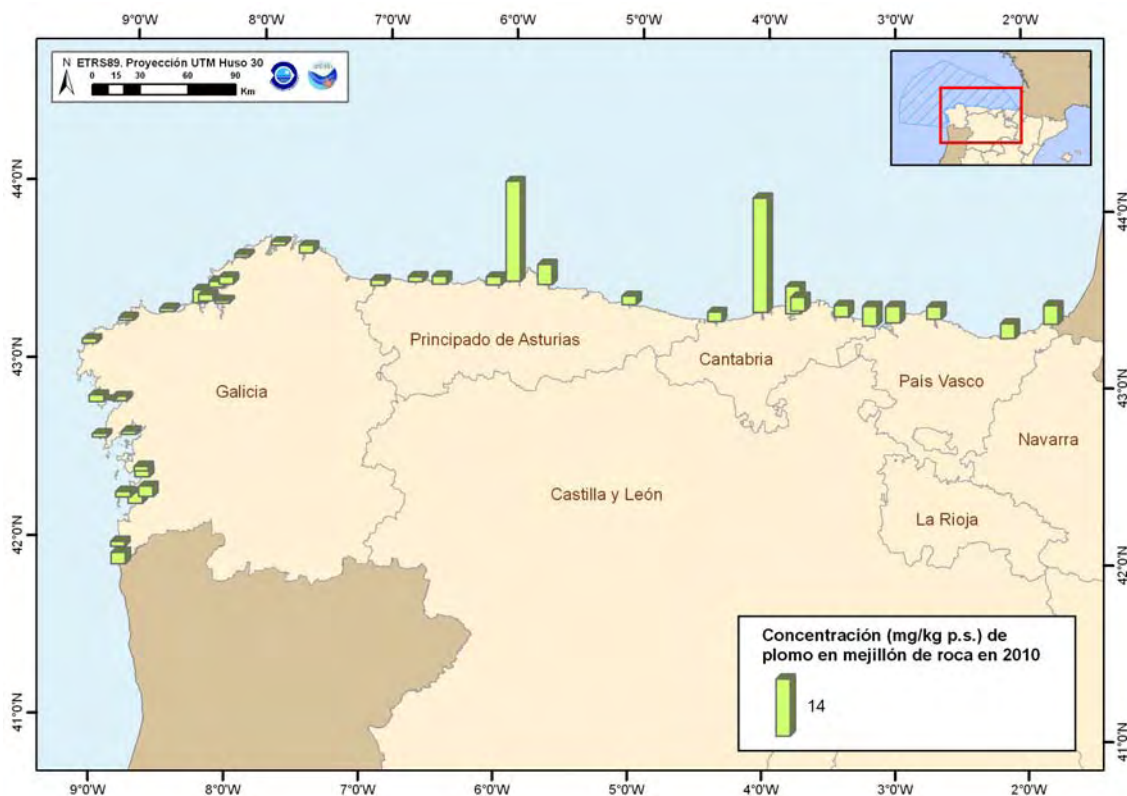 9°0'W 8°0'W 7°0'W 6°0'W 5°0'W 4°0'W 3°0'W 2°0'W
N ETRS89. Proyección UTM Huso 30
0 15 30 60 90
Km
44°0'N
44°0'N
Principado de Asturias
Cantabria
43°0'N
43°0'N
Galicia
País Vasco
Navarra
Castilla y León
La Rioja
42°0'N
42°0'N
Concentración (mg/kg p.s.) de
plomo en mejillón de roca en 2010
14
41°0'N
41°0'N
9°0'W 8°0'W 7°0'W 6°0'W 5°0'W 4°0'W 3°0'W 2°0'W